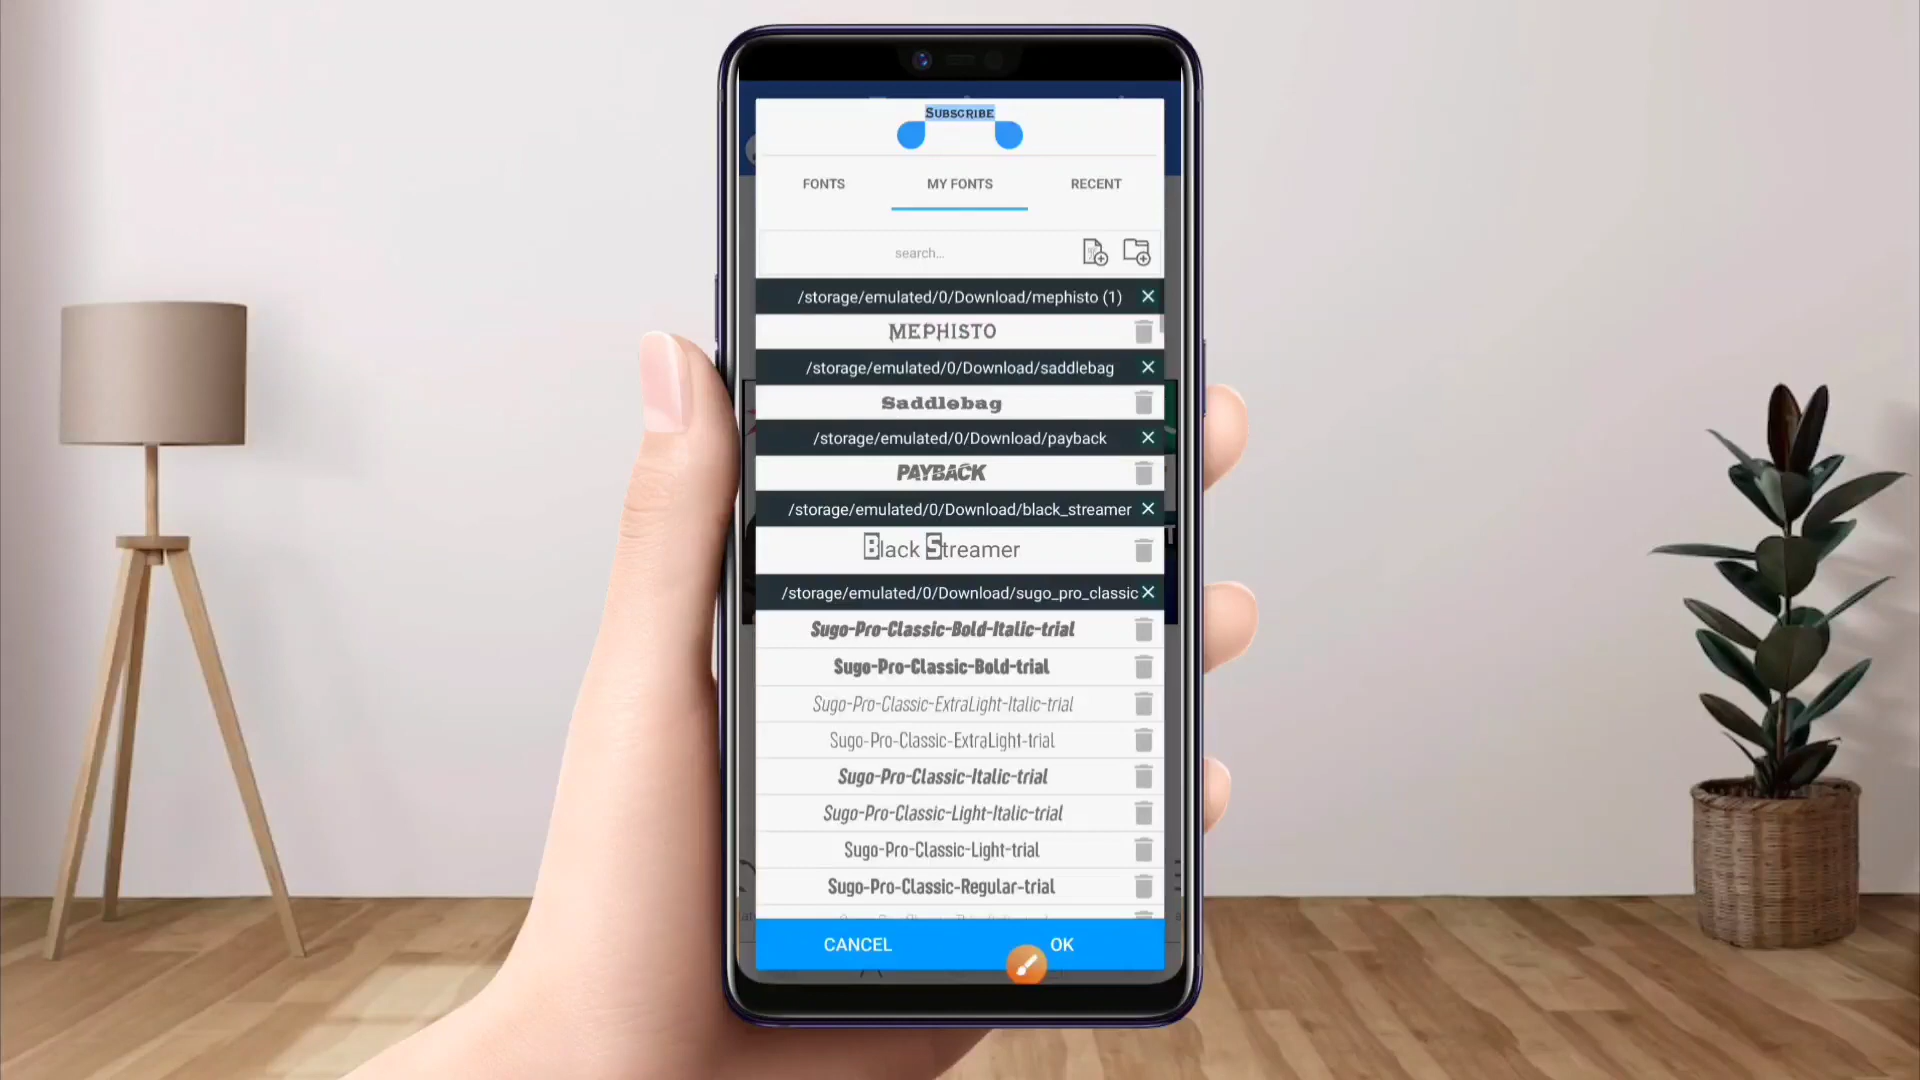 SUBSCRIBE
FONTS MY FONTS RECENT
search...
/storage/emulated/0/Download/mephisto (1)
MEPHISTO
/storage/emulated/0/Download/saddlebag
Saddlebag
/storage/emulated/0/Download/payback
PAYBACK
/storage/emulated/0/Download/black_streamer
Black Streamer
/storage/emulated/0/Download/sugo_pro_classic
Sugo-Pro-Classic-Bold-Italic-trial
Sugo-Pro-Classic-Bold-trial
Sugo-Pro-Classic-ExtraLight-Italic-trial
Sugo-Pro-Classic-ExtraLight-trial
Sugo-Pro-Classic-Italic-trial
Sugo-Pro-Classic-Light-Italic-trial
Sugo-Pro-Classic-Light-trial
Sugo-Pro-Classic-Regular-trial
CANCEL OK